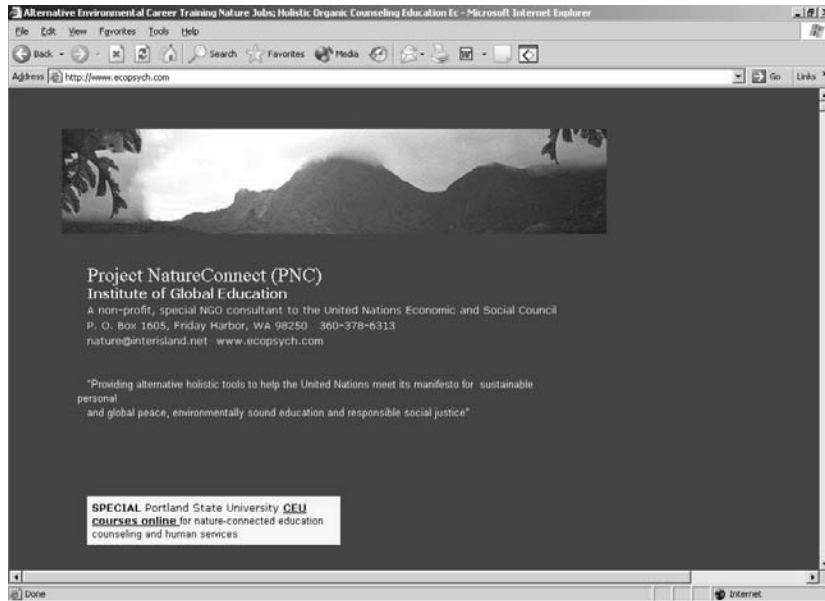 Alternative Environmental Career Training Nature Jobs; Holistic Organic Counseling Education Ec - Microsoft Internet Explorer
File Edit View Favorites Tools Help
Back Search Favorites Media
Address http://www.ecopsych.com Go Links
Project NatureConnect (PNC)
Institute of Global Education
A non-profit, special NGO consultant to the United Nations Economic and Social Council
P. O. Box 1605, Friday Harbor, WA 98250 360-378-6313
nature@interisland.net www.ecopsych.com
"Providing alternative holistic tools to help the United Nations meet its manifesto for sustainable
personal
and global peace, environmentally sound education and responsible social justice"
SPECIAL Portland State University CEU
courses online for nature-connected education
counseling and human services
Done Internet